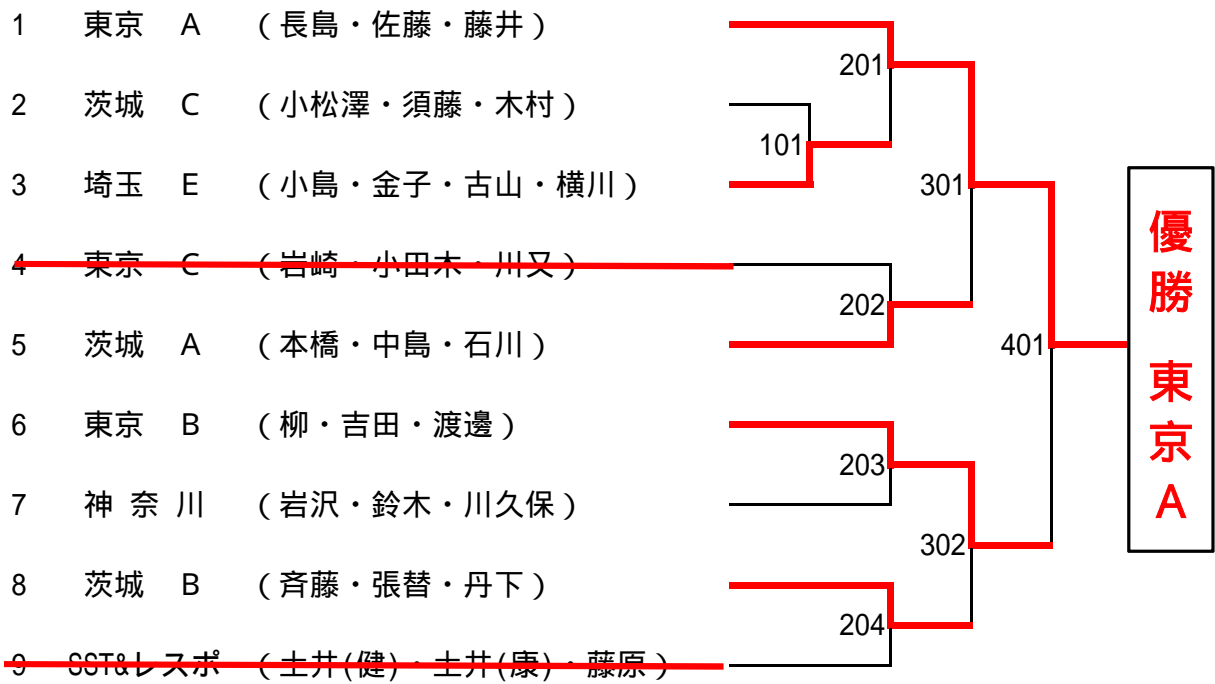 1 東京 A （長島・佐藤・藤井）
201
2 茨城 C （小松澤・須藤・木村）
101
3 埼玉 E （小島・金子・古山・横川）
301
4 東京 C （岩崎・小田木・川又）
202
5 茨城 A （本橋・中島・石川）
401
6 東京 B （柳・吉田・渡邊）
203
7 神奈川 （岩沢・鈴木・川久保）
302
8 茨城 B （斉藤・張替・丹下）
204
9 SST&レスポ （土井(健)・土井(康)・藤原）
優勝 東京A